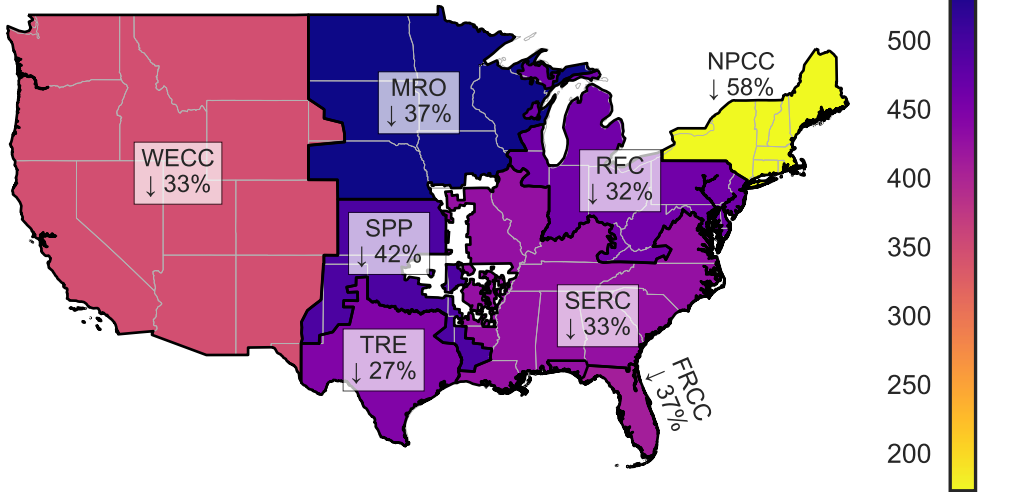 500
NPCC
↓ 58%
MRO
↓ 37%
450
WECC
↓ 33%
RFC
↓ 32%
400
SPP
↓ 42%
350
SERC
↓ 33%
300
TRE
↓ 27%
FRCC
↓ 37%
250
200